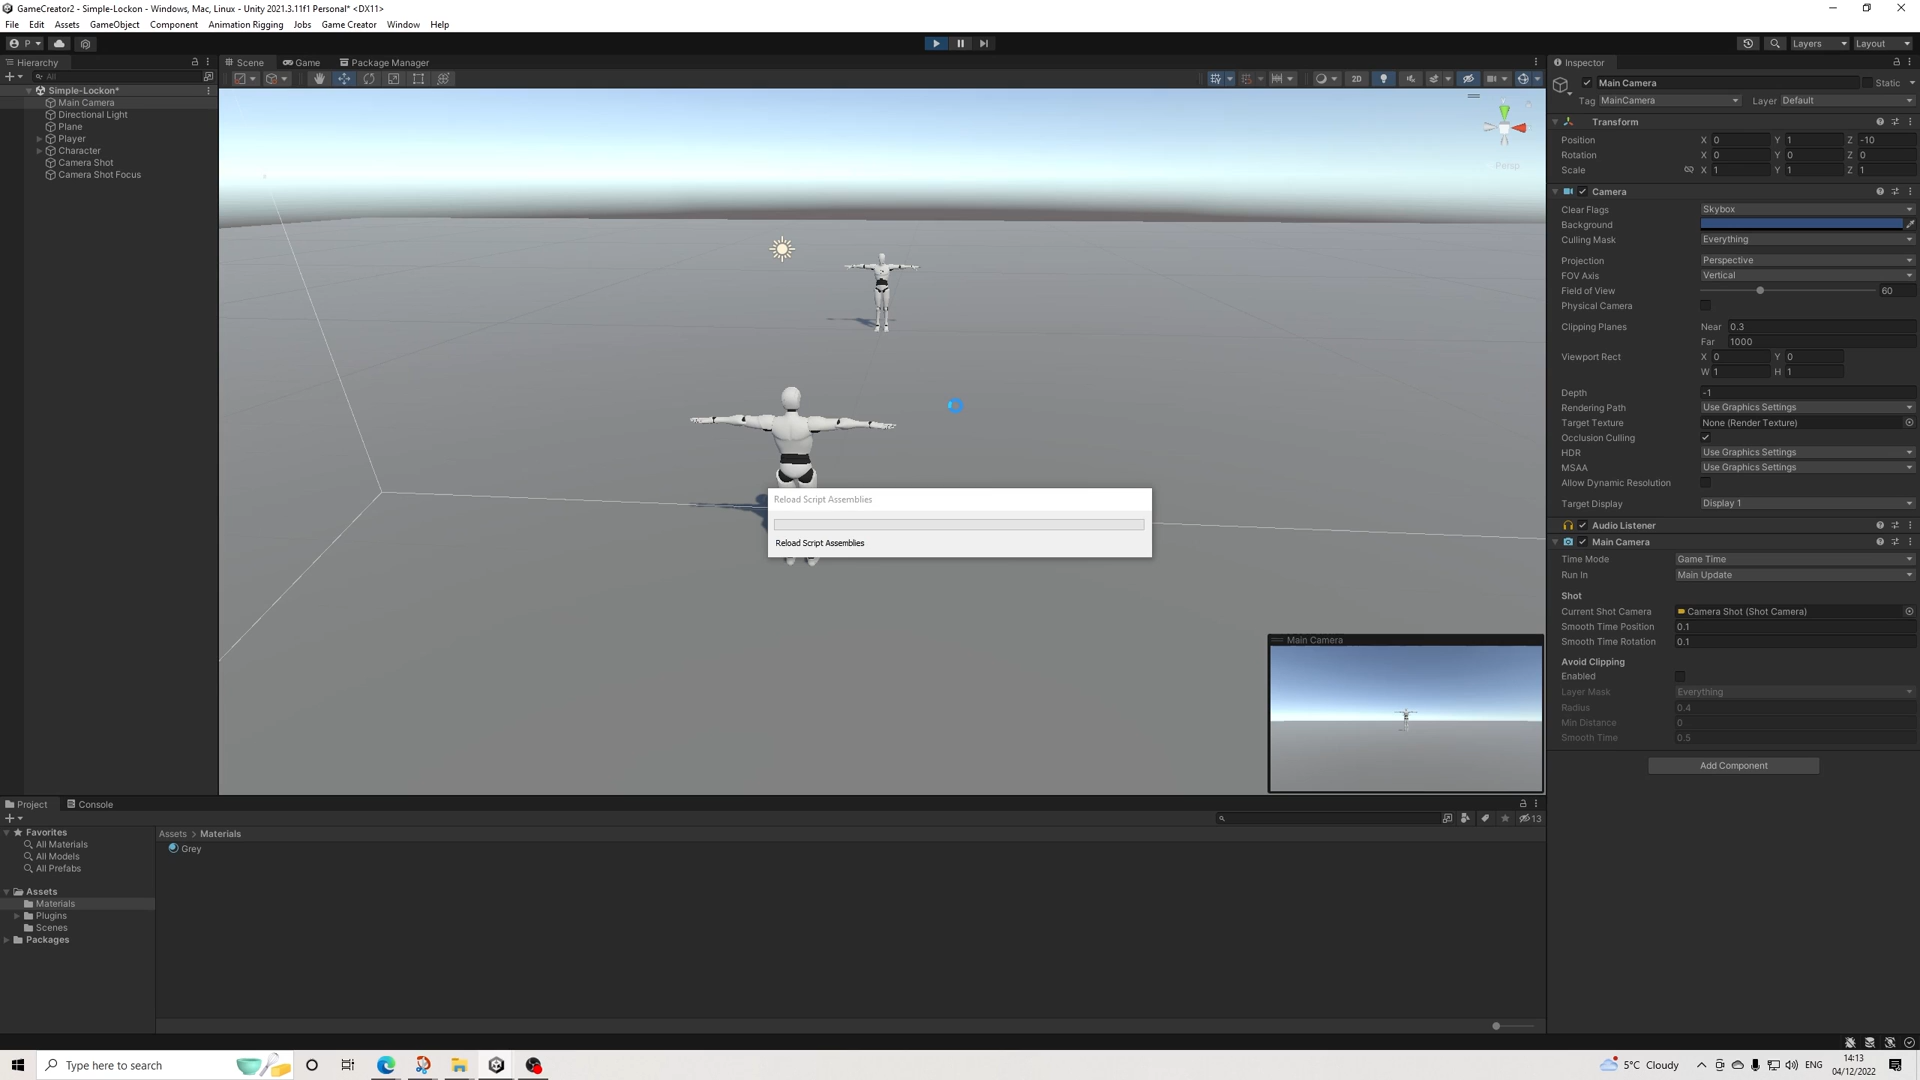 GameCreator2 - Simple-Lockon - Windows, Mac, Linux - Unity 2021.3.11f1 Personal* <DX11>
File Edit Assets GameObject Component Animation Rigging Jobs Game Creator Window Help
P Layers Layout
Hierarchy Scene Game Package Manager Inspector
All 2D
Simple-Lockon*
Main Camera
Directional Light
Plane
Player
Character
Camera Shot
Camera Shot Focus
Persp
Reload Script Assemblies
Reload Script Assemblies
Main Camera
Main Camera Static
Tag MainCamera Layer Default
Transform
Position X 0 Y 1 Z -10
Rotation X 0 Y 0 Z 0
Scale X 1 Y 1 Z 1
Camera
Clear Flags Skybox
Background
Culling Mask Everything
Projection Perspective
FOV Axis Vertical
Field of View 60
Physical Camera
Clipping Planes Near 0.3
Far 1000
Viewport Rect X 0 Y 0
W 1 H 1
Depth -1
Rendering Path Use Graphics Settings
Target Texture None (Render Texture)
Occlusion Culling
HDR Use Graphics Settings
MSAA Use Graphics Settings
Allow Dynamic Resolution
Target Display Display 1
Audio Listener
Main Camera
Time Mode Game Time
Run In Main Update
Shot
Current Shot Camera Camera Shot (Shot Camera)
Smooth Time Position 0.1
Smooth Time Rotation 0.1
Avoid Clipping
Enabled
Layer Mask Everything
Radius 0.4
Min Distance 0
Smooth Time 0.5
Add Component
Project Console
13
Favorites
All Materials
All Models
All Prefabs
Assets
Materials
Plugins
Scenes
Packages
Assets > Materials
Grey
Type here to search
5°C Cloudy
ENG
14:13
04/12/2022